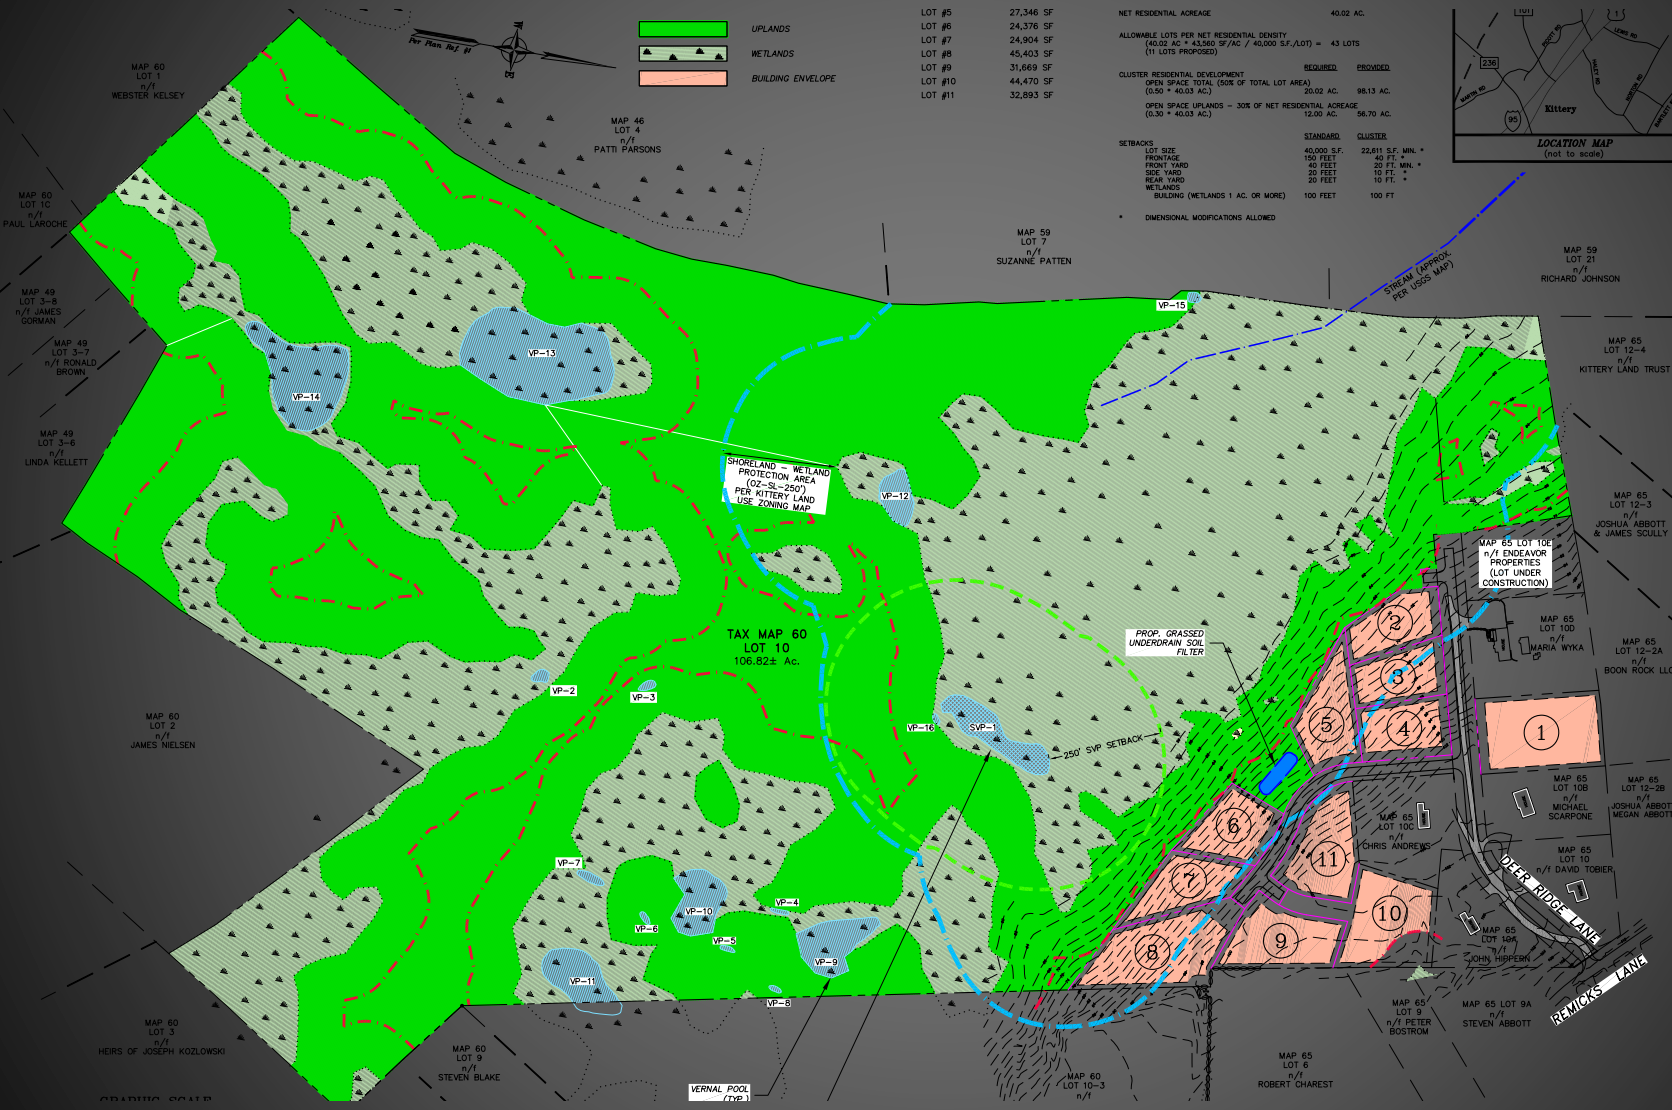 UPLANDS
WETLANDS
BUILDING ENVELOPE
Per Plan Ref. #1
LOT #5 27,346 SF
LOT #6 24,376 SF
LOT #7 24,904 SF
LOT #8 45,403 SF
LOT #9 31,669 SF
LOT #10 44,470 SF
LOT #11 32,893 SF
NET RESIDENTIAL ACREAGE 40.02 AC.
ALLOWABLE LOTS PER NET RESIDENTIAL DENSITY
(40.02 AC * 43,560 SF/AC / 40,000 S.F./LOT) = 43 LOTS
(11 LOTS PROPOSED)
REQUIRED PROVIDED
CLUSTER RESIDENTIAL DEVELOPMENT
OPEN SPACE TOTAL (50% OF TOTAL LOT AREA)
(0.50 * 40.03 AC.) 20.02 AC. 98.13 AC.
OPEN SPACE UPLANDS - 30% OF NET RESIDENTIAL ACREAGE
(0.30 * 40.03 AC.) 12.00 AC. 56.70 AC.
STANDARD CLUSTER
SETBACKS
LOT SIZE 40,000 S.F. 22,611 S.F. MIN. *
FRONTAGE 150 FEET 40 FT. *
FRONT YARD 40 FEET 20 FT. MIN. *
SIDE YARD 20 FEET 10 FT. *
REAR YARD 20 FEET 10 FT. *
WETLANDS
BUILDING (WETLANDS 1 AC. OR MORE) 100 FEET 100 FT
* DIMENSIONAL MODIFICATIONS ALLOWED
101
1
236
95
MARTIN RD
LEWIS RD
HALEY RD
NORTON RD
Kittery
LOCATION MAP
(not to scale)
MAP 60
LOT 1
n/f
WEBSTER KELSEY
MAP 46
LOT 4
n/f
PATTI PARSONS
MAP 60
LOT 1C
n/f
PAUL LAROCHE
MAP 59
LOT 7
n/f
SUZANNE PATTEN
MAP 59
LOT 21
n/f
RICHARD JOHNSON
STREAM (APPROX.
PER USGS MAP)
MAP 49
LOT 3-8
n/f JAMES
GORMAN
MAP 49
LOT 3-7
n/f RONALD
BROWN
MAP 49
LOT 3-6
n/f
LINDA KELLETT
MAP 65
LOT 12-4
n/f
KITTERY LAND TRUST
VP-15
VP-13
VP-14
SHORELAND - WETLAND
PROTECTION AREA
(OZ-SL-250')
PER KITTERY LAND
USE ZONING MAP
VP-12
MAP 65
LOT 12-3
n/f
JOSHUA ABBOTT
& JAMES SCULLY
MAP 65 LOT 10E
n/f ENDEAVOR
PROPERTIES
(LOT UNDER
CONSTRUCTION)
TAX MAP 60
LOT 10
106.82± Ac.
PROP. GRASSED
UNDERDRAIN SOIL
FILTER
MAP 65
LOT 10D
n/f
MARIA WYKA
MAP 65
LOT 12-2A
n/f
BOON ROCK LLC
2
3
4
5
1
VP-2
VP-3
VP-16
SVP-1
250' SVP SETBACK
MAP 60
LOT 2
n/f
JAMES NIELSEN
MAP 65
LOT 10B
n/f
MICHAEL
SCARPONE
MAP 65
LOT 12-2B
n/f
JOSHUA ABBOTT
MEGAN ABBOTT
MAP 65
LOT 10C
n/f
CHRIS ANDREWS
6
7
11
10
8
9
MAP 65
LOT 10
n/f DAVID TOBIER
DEER RIDGE LANE
REMICKS LANE
MAP 65
LOT 10A
n/f
JOHN HIPPERN
VP-7
VP-10
VP-4
VP-6
VP-5
VP-9
VP-11
VP-8
MAP 60
LOT 3
n/f
HEIRS OF JOSEPH KOZLOWSKI
MAP 60
LOT 9
n/f
STEVEN BLAKE
VERNAL POOL
(TYP.)
MAP 60
LOT 10-3
n/f
MAP 65
LOT 6
n/f
ROBERT CHAREST
MAP 65
LOT 9
n/f PETER
BOSTROM
MAP 65 LOT 9A
n/f
STEVEN ABBOTT
GRAPHIC SCALE